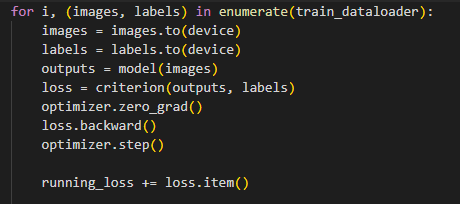 for i, (images, labels) in enumerate(train_dataloader):
    images = images.to(device)
    labels = labels.to(device)
    outputs = model(images)
    loss = criterion(outputs, labels)
    optimizer.zero_grad()
    loss.backward()
    optimizer.step()

    running_loss += loss.item()